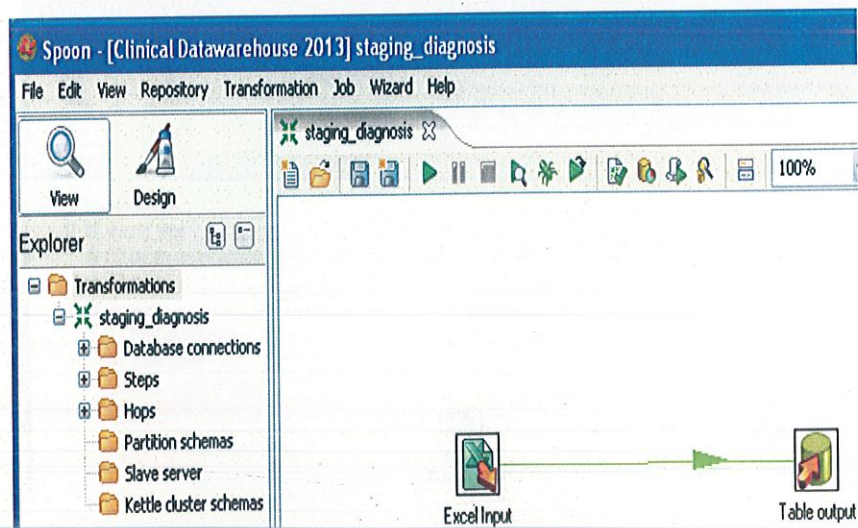 Spoon - [Clinical Datawarehouse 2013] staging_diagnosis
File Edit View Repository Transformation Job Wizard Help
View
Design
Explorer
Transformations
staging_diagnosis
Database connections
Steps
Hops
Partition schemas
Slave server
Kettle cluster schemas
staging_diagnosis
100%
Excel Input
Table output